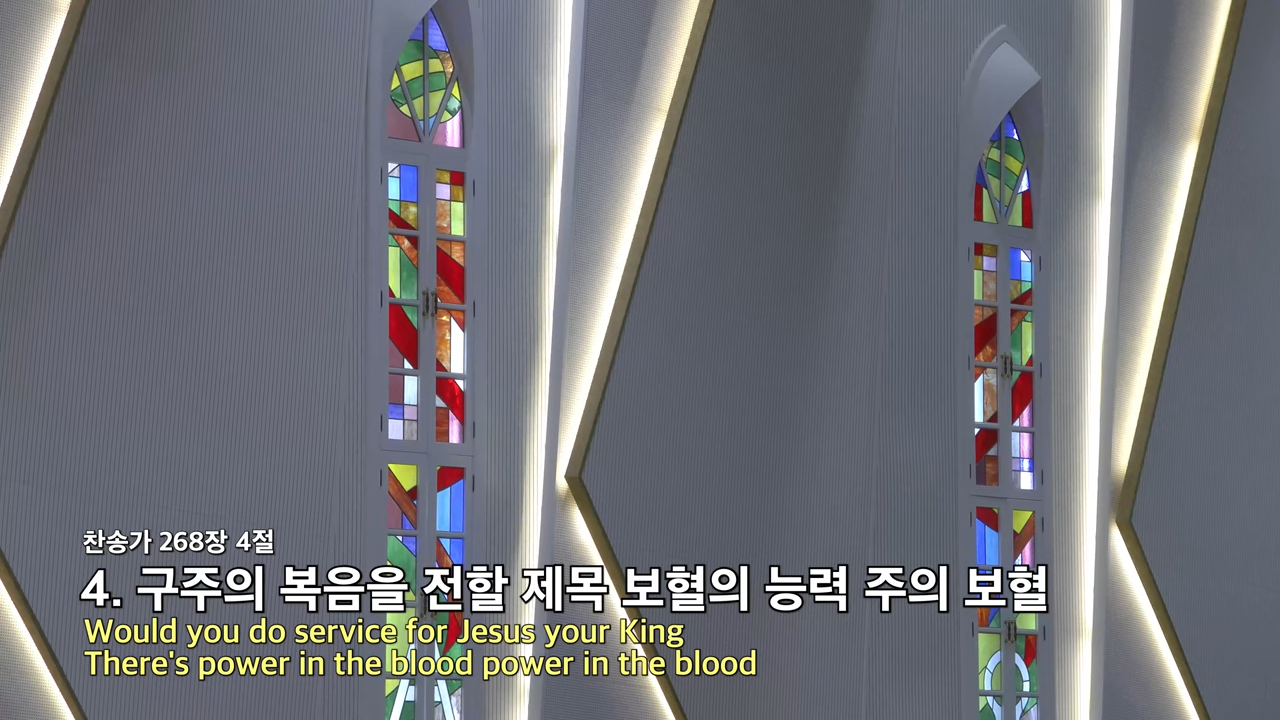 찬송가 268장 4절
4. 구주의 복음을 전할 제목 보혈의 능력 주의 보혈
Would you do service for Jesus your King
There's power in the blood power in the blood